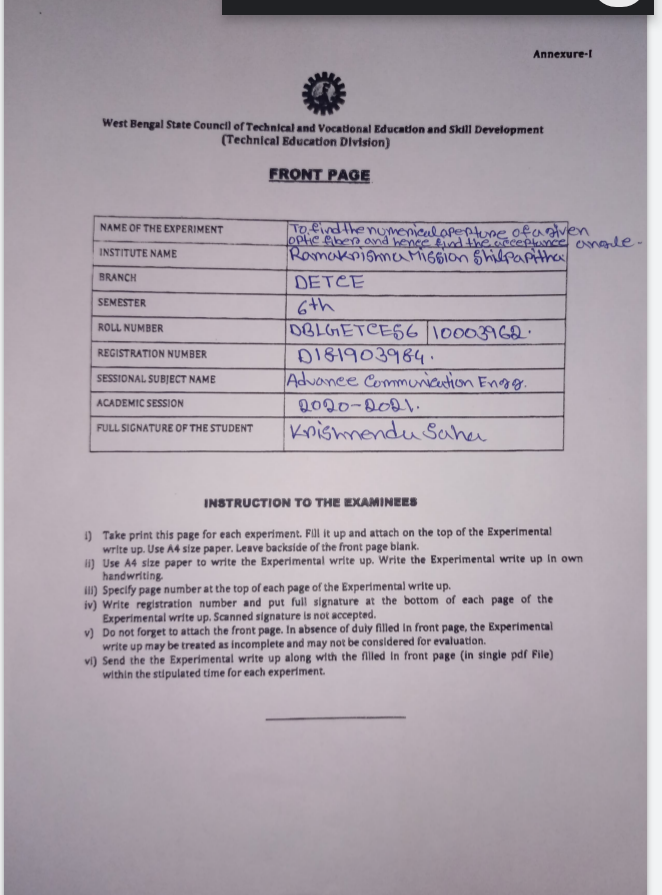 Annexure-I
West Bengal State Council of Technical and Vocational Education and Skill Development
(Technical Education Division)
FRONT PAGE
NAME OF THE EXPERIMENT To find the numerical aperture of a given
optic fibers and hence find the acceptance angle-
INSTITUTE NAME Ramakrishna Mission Shilpapitha
BRANCH DETCE
SEMESTER 6th
ROLL NUMBER DBLGETCES6 10003962.
REGISTRATION NUMBER D181903984.
SESSIONAL SUBJECT NAME Advance Communication Engg.
ACADEMIC SESSION 2020-2021.
FULL SIGNATURE OF THE STUDENT Krishnendu Saha
INSTRUCTION TO THE EXAMINEES
i) Take print this page for each experiment. Fill it up and attach on the top of the Experimental
write up. Use A4 size paper. Leave backside of the front page blank.
ii) Use A4 size paper to write the Experimental write up. Write the Experimental write up in own
handwriting.
iii) Specify page number at the top of each page of the Experimental write up.
iv) Write registration number and put full signature at the bottom of each page of the
Experimental write up. Scanned signature is not accepted.
v) Do not forget to attach the front page. In absence of duly filled in front page, the Experimental
write up may be treated as incomplete and may not be considered for evaluation.
vi) Send the the Experimental write up along with the filled in front page (in single pdf File)
within the stipulated time for each experiment.